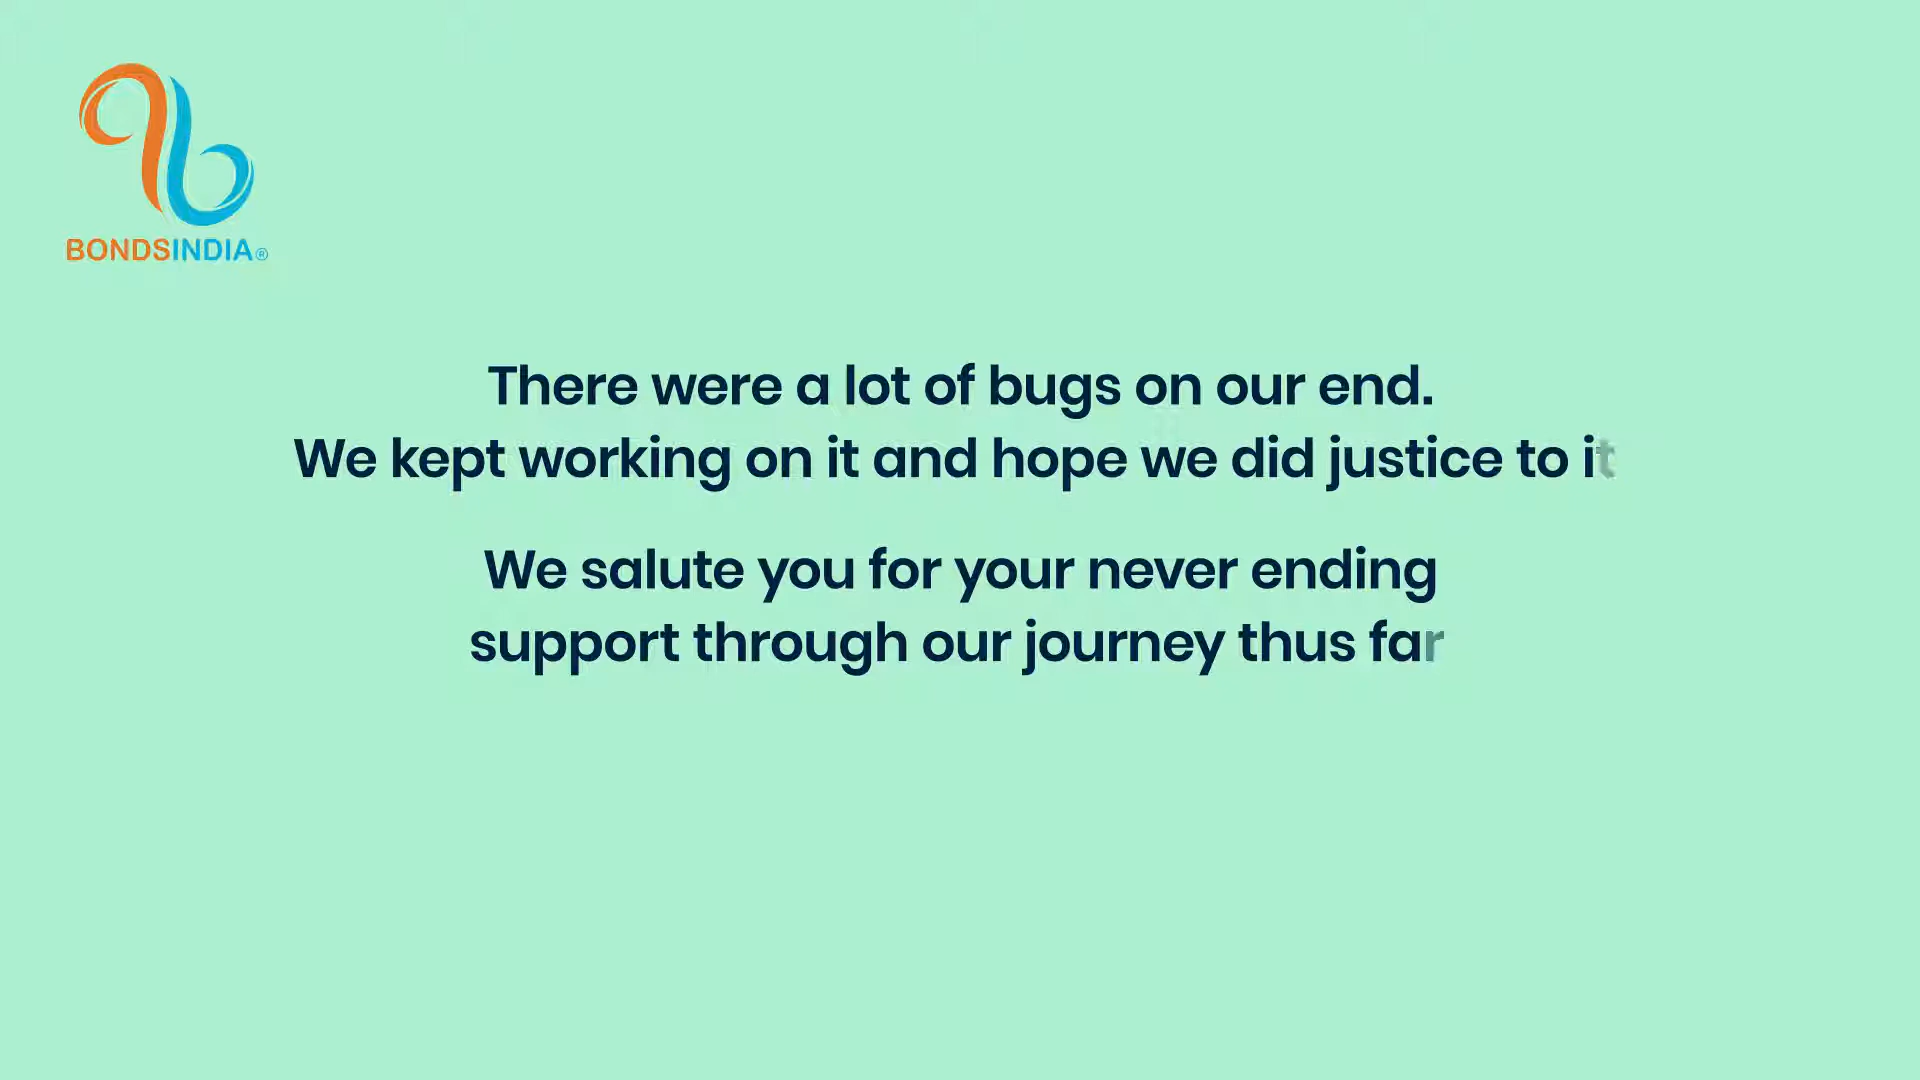 BONDSINDIA®
There were a lot of bugs on our end.
We kept working on it and hope we did justice to it
We salute you for your never ending
support through our journey thus far